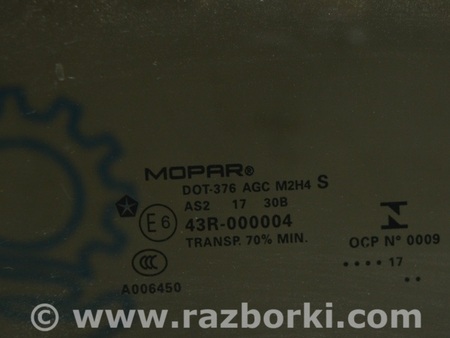 MOPAR®
DOT-376 AGC M2H4 S
AS2 17 30B
E6 43R-000004
TRANSP. 70% MIN.
CCC
A006450
OCP N° 0009
•••• 17
••
© www.razborki.com